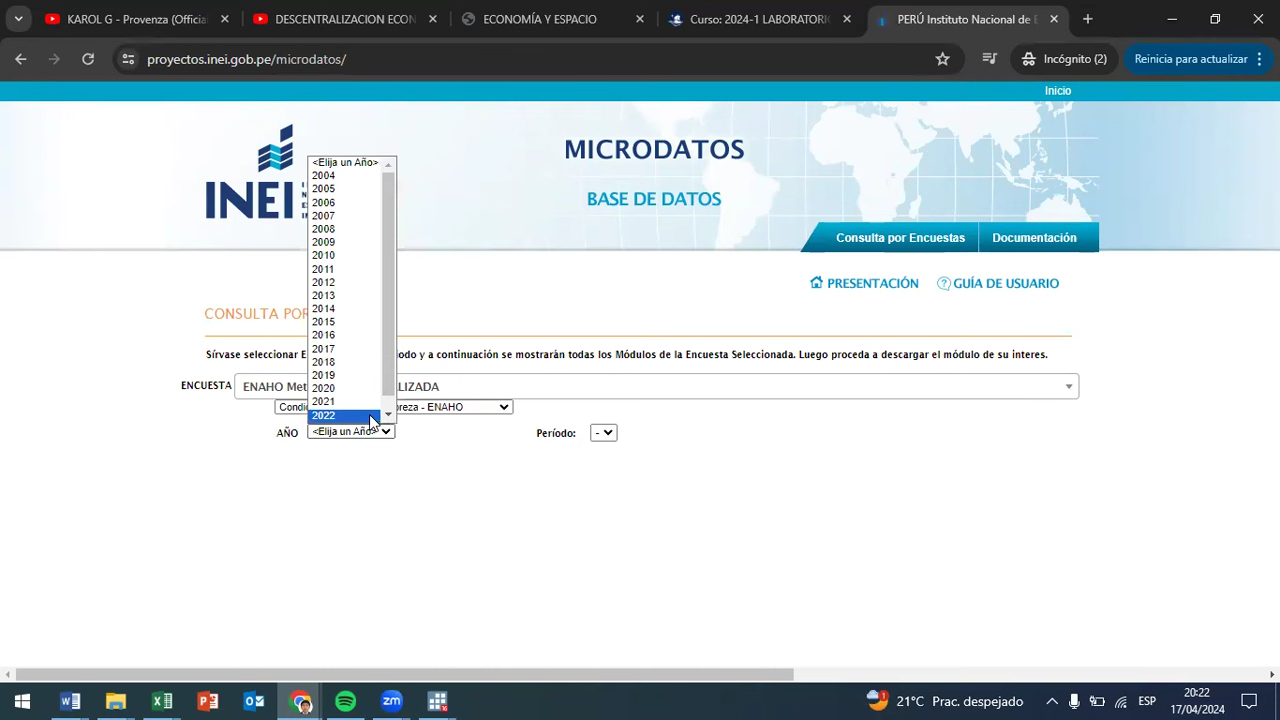 KAROL G - Provenza (Official
DESCENTRALIZACION ECON
ECONOMÍA Y ESPACIO
Curso: 2024-1 LABORATORI
PERÚ Instituto Nacional de E
proyectos.inei.gob.pe/microdatos/
Incógnito (2)
Reinicia para actualizar
Inicio
INEI
MICRODATOS
BASE DE DATOS
Consulta por Encuestas
Documentación
PRESENTACIÓN
GUÍA DE USUARIO
CONSULTA POR
Sírvase seleccionar E
odo y a continuación se mostrarán todas los Módulos de la Encuesta Seleccionada. Luego proceda a descargar el módulo de su interes.
ENCUESTA
ENAHO Met
LIZADA
Condi
breza - ENAHO
<Elija un Año>
2004
2005
2006
2007
2008
2009
2010
2011
2012
2013
2014
2015
2016
2017
2018
2019
2020
2021
2022
AÑO
<Elija un Año>
Período:
-
21°C Prac. despejado
ESP
20:22
17/04/2024